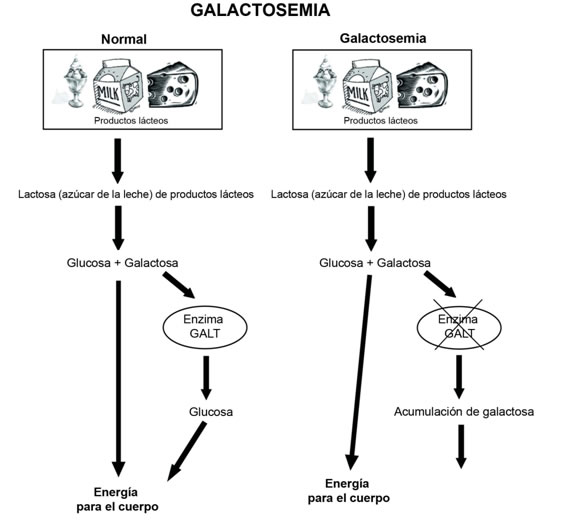 GALACTOSEMIA
Normal
MILK
Productos lácteos
Lactosa (azúcar de la leche) de productos lácteos
Glucosa + Galactosa
Enzima
GALT
Glucosa
Energía
para el cuerpo
Galactosemia
MILK
Productos lácteos
Lactosa (azúcar de la leche) de productos lácteos
Glucosa + Galactosa
Enzima
GALT
Acumulación de galactosa
Energía
para el cuerpo